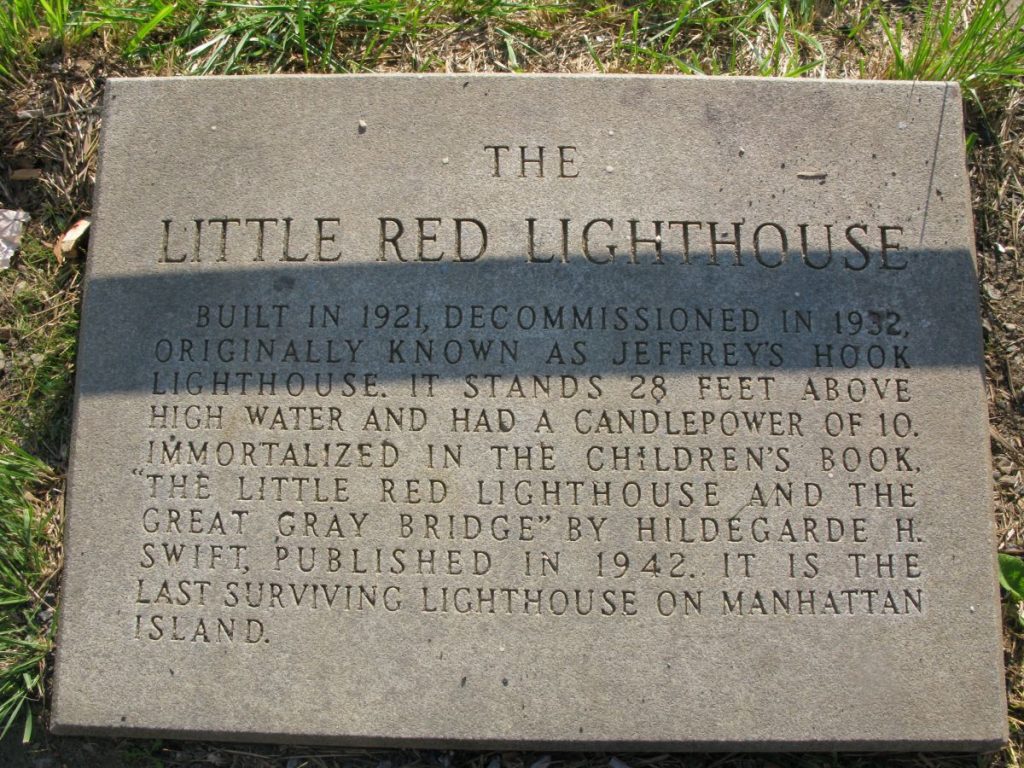 THE
LITTLE RED LIGHTHOUSE
BUILT IN 1921, DECOMMISSIONED IN 1932,
ORIGINALLY KNOWN AS JEFFREY'S HOOK
LIGHTHOUSE. IT STANDS 28 FEET ABOVE
HIGH WATER AND HAD A CANDLEPOWER OF 10.
IMMORTALIZED IN THE CHILDREN'S BOOK,
"THE LITTLE RED LIGHTHOUSE AND THE
GREAT GRAY BRIDGE" BY HILDEGARDE H.
SWIFT, PUBLISHED IN 1942. IT IS THE
LAST SURVIVING LIGHTHOUSE ON MANHATTAN
ISLAND.